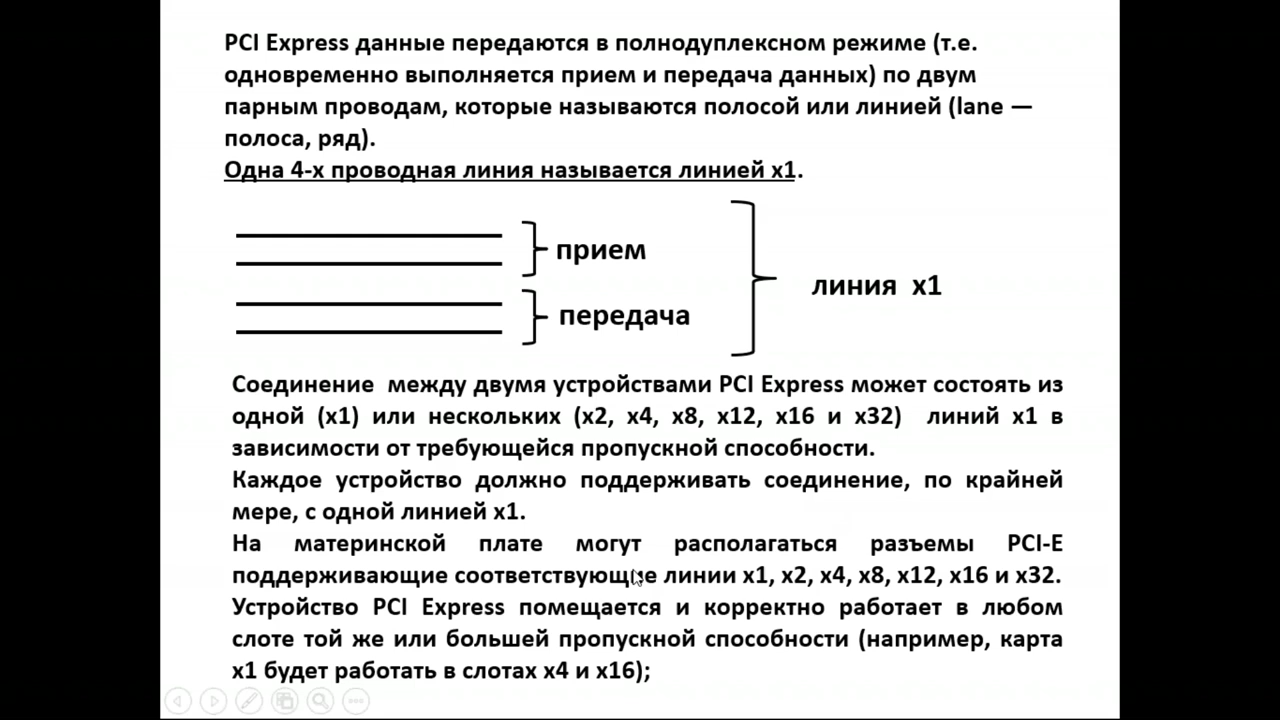 PCI Express данные передаются в полнодуплексном режиме (т.е.
одновременно выполняется прием и передача данных) по двум
парным проводам, которые называются полосой или линией (lane —
полоса, ряд).
Одна 4-х проводная линия называется линией x1.
прием
передача
линия x1
Соединение между двумя устройствами PCI Express может состоять из
одной (x1) или нескольких (x2, x4, x8, x12, x16 и x32) линий x1 в
зависимости от требующейся пропускной способности.
Каждое устройство должно поддерживать соединение, по крайней
мере, с одной линией x1.
На материнской плате могут располагаться разъемы PCI-E
поддерживающие соответствующие линии x1, x2, x4, x8, x12, x16 и x32.
Устройство PCI Express помещается и корректно работает в любом
слоте той же или большей пропускной способности (например, карта
x1 будет работать в слотах x4 и x16);